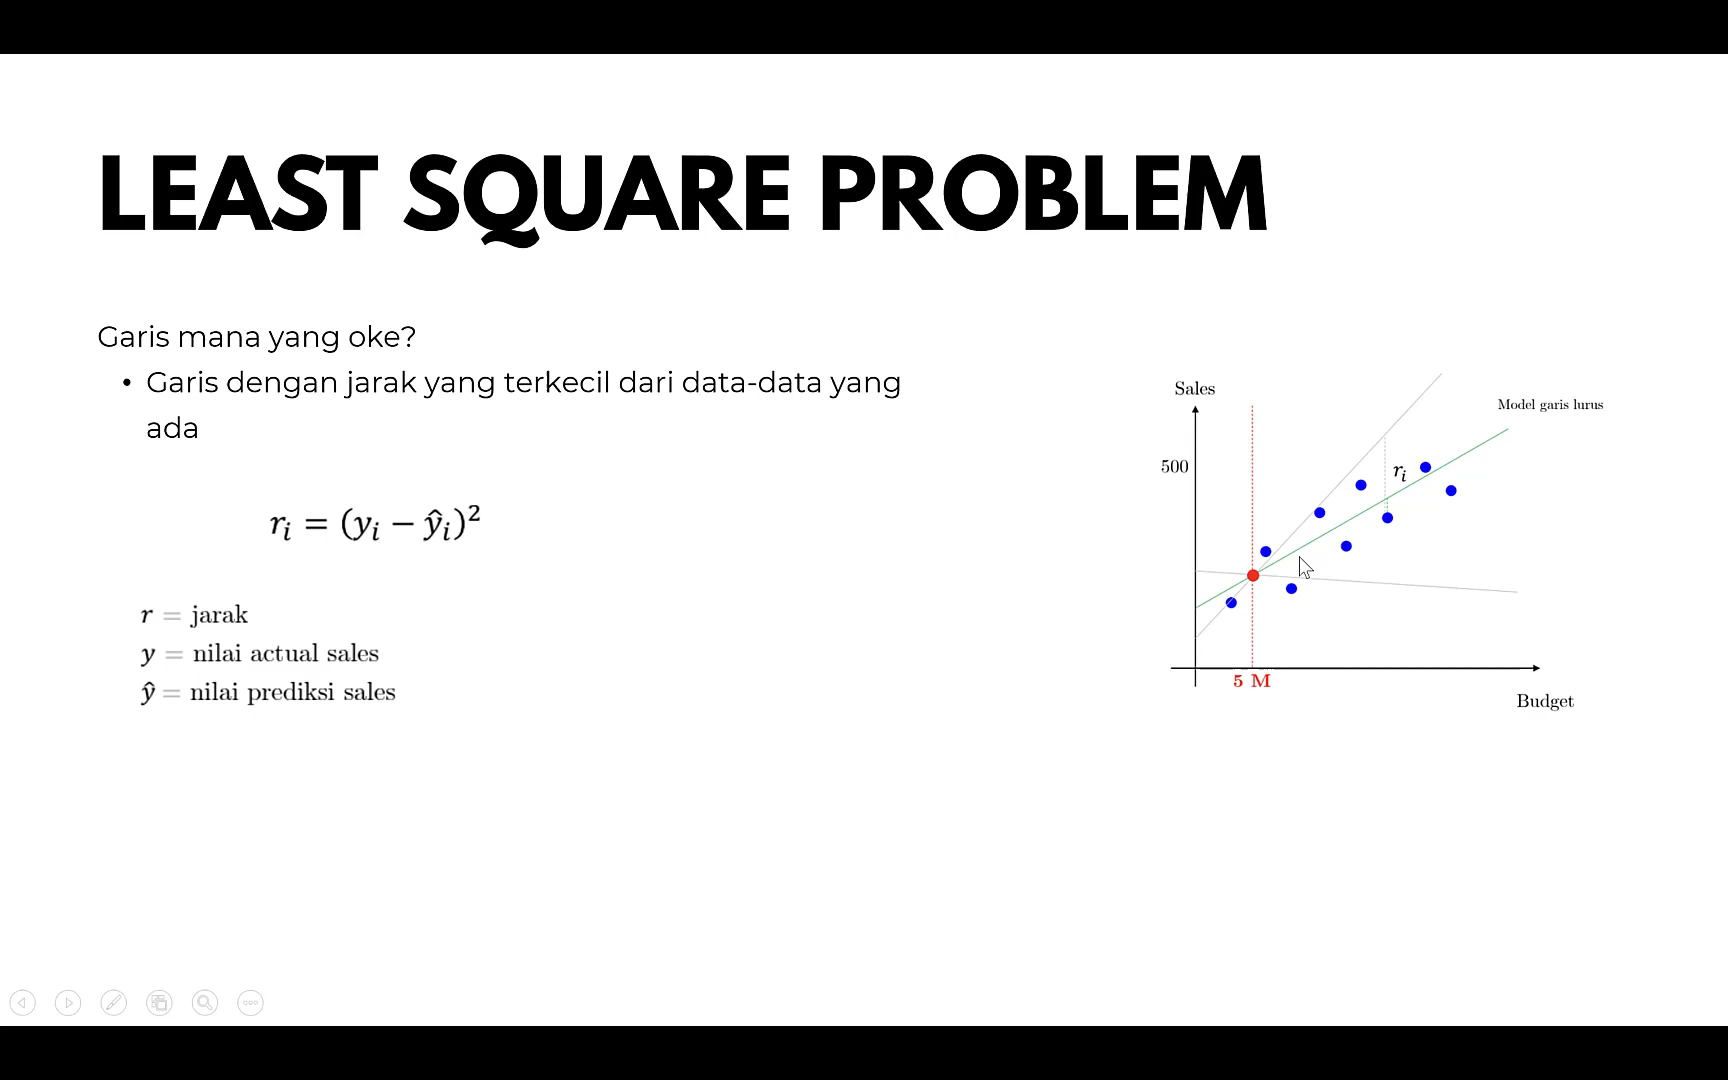 LEAST SQUARE PROBLEM
Garis mana yang oke?
• Garis dengan jarak yang terkecil dari data-data yang
ada
rᵢ = (yᵢ − ŷᵢ)²
r = jarak
y = nilai actual sales
ŷ = nilai prediksi sales
Sales
Model garis lurus
500
rᵢ
5 M
Budget